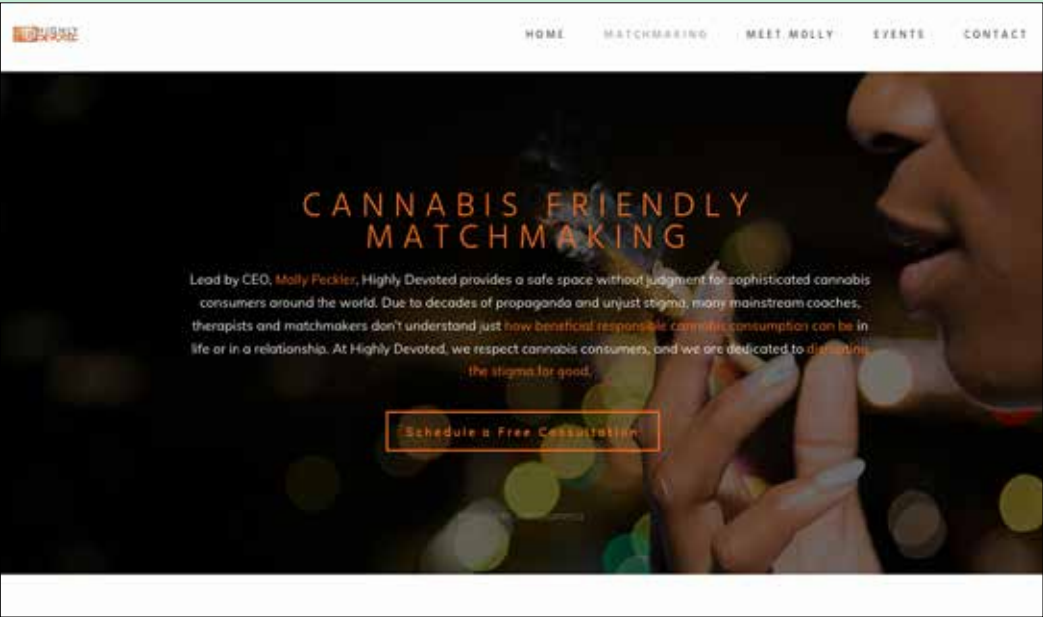 HIGHLY
DEVOTED
HOME MATCHMAKING MEET MOLLY EVENTS CONTACT
CANNABIS FRIENDLY
MATCHMAKING
Lead by CEO, Molly Peckler, Highly Devoted provides a safe space without judgment for sophisticated cannabis
consumers around the world. Due to decades of propaganda and unjust stigma, many mainstream coaches,
therapists and matchmakers don't understand just how beneficial responsible cannabis consumption can be in
life or in a relationship. At Highly Devoted, we respect cannabis consumers, and we are dedicated to disrupting
the stigma for good.
Schedule a Free Consultation